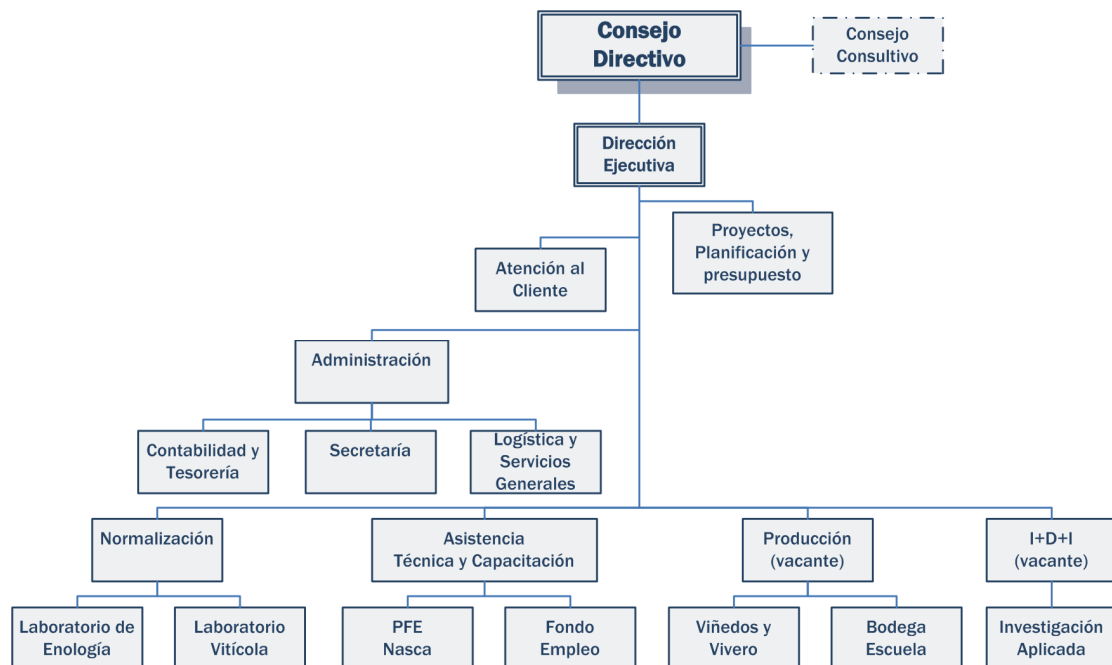 Consejo
Directivo
Consejo
Consultivo
Dirección
Ejecutiva
Proyectos,
Planificación y
presupuesto
Atención al
Cliente
Administración
Contabilidad y
Tesorería
Secretaría
Logística y
Servicios
Generales
Normalización
Asistencia
Técnica y Capacitación
Producción
(vacante)
I+D+I
(vacante)
Laboratorio de
Enología
Laboratorio
Vitícola
PFE
Nasca
Fondo
Empleo
Viñedos y
Vivero
Bodega
Escuela
Investigación
Aplicada